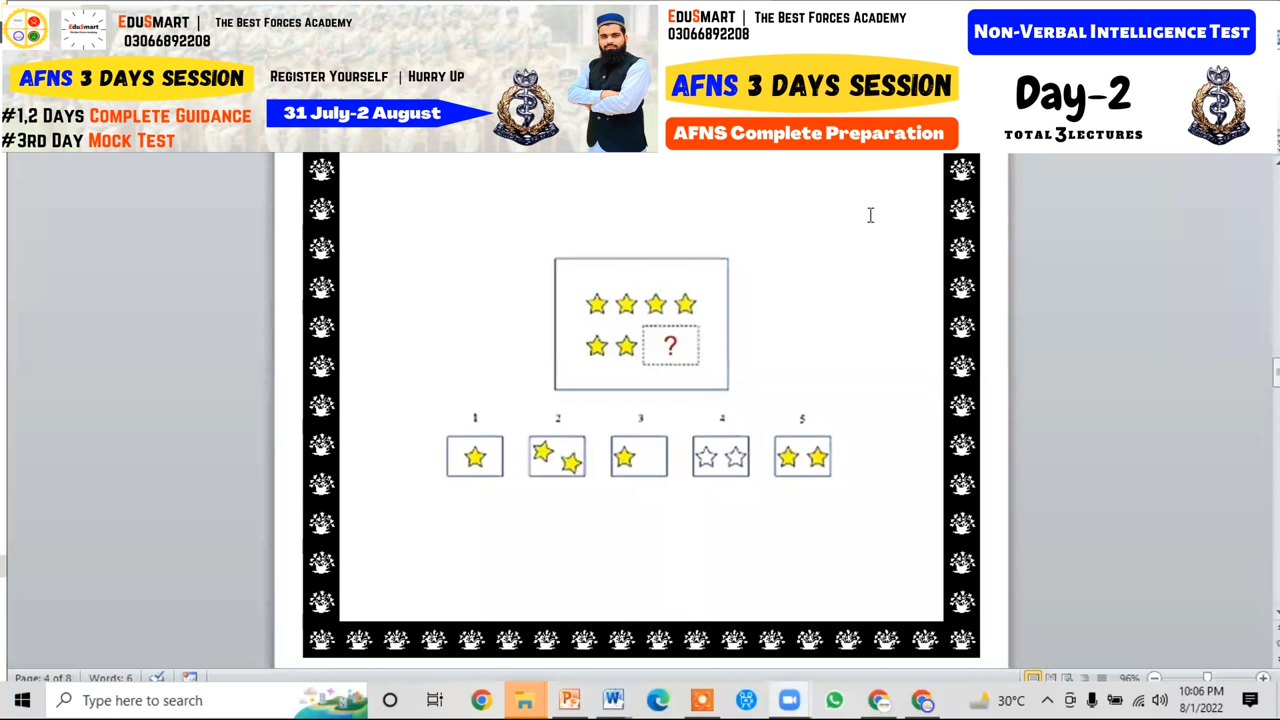 EDUSMART | THE BEST FORCES ACADEMY
03066892208
AFNS 3 DAYS SESSION
REGISTER YOURSELF | HURRY UP
31 July-2 August
#1,2 DAYS COMPLETE GUIDANCE
#3RD DAY MOCK TEST
EDUSMART | THE BEST FORCES ACADEMY
03066892208
AFNS 3 DAYS SESSION
AFNS Complete Preparation
NON-VERBAL INTELLIGENCE TEST
Day-2
TOTAL 3 LECTURES
?
1 2 3 4 5
Page: 4 of 8 Words: 6 96%
Type here to search
30°C
10:06 PM
8/1/2022